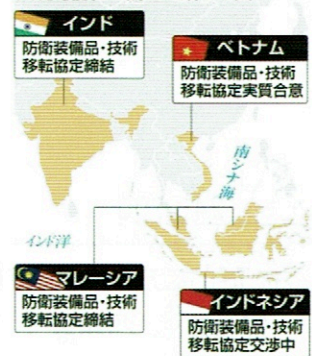 インド
防衛装備品・技術
移転協定締結
ベトナム
防衛装備品・技術
移転協定実質合意
南シナ海
インド洋
マレーシア
防衛装備品・技術
移転協定締結
インドネシア
防衛装備品・技術
移転協定交渉中